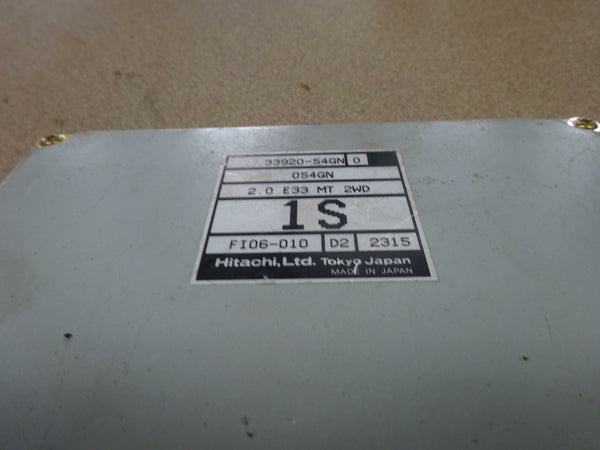 33920-54GN 0
054GN
2.0 E33 MT 2WD
1S
FI06-010 D2 2315
Hitachi, Ltd. Tokyo Japan
MADE IN JAPAN